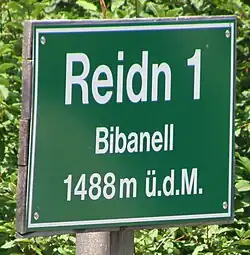 Reidn 1
Bibanell
1488 m ü.d.M.